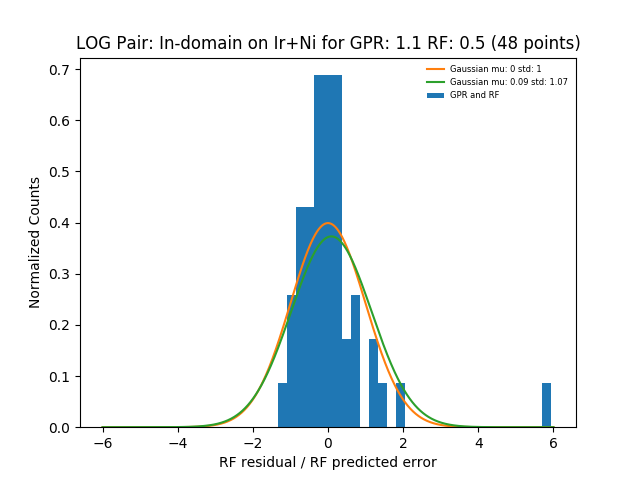 LOG Pair: In-domain on Ir+Ni for GPR: 1.1 RF: 0.5 (48 points)
Gaussian mu: 0 std: 1
Gaussian mu: 0.09 std: 1.07
GPR and RF
Normalized Counts
0.7
0.6
0.5
0.4
0.3
0.2
0.1
0.0
−6 −4 −2 0 2 4 6
RF residual / RF predicted error